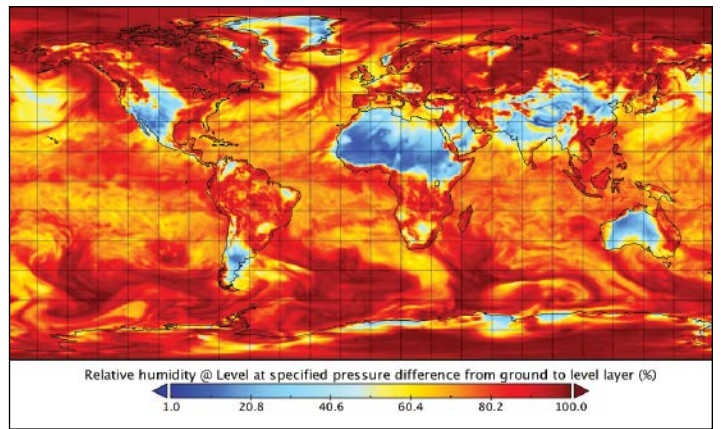 Relative humidity @ Level at specified pressure difference from ground to level layer (%)
1.0 20.8 40.6 60.4 80.2 100.0